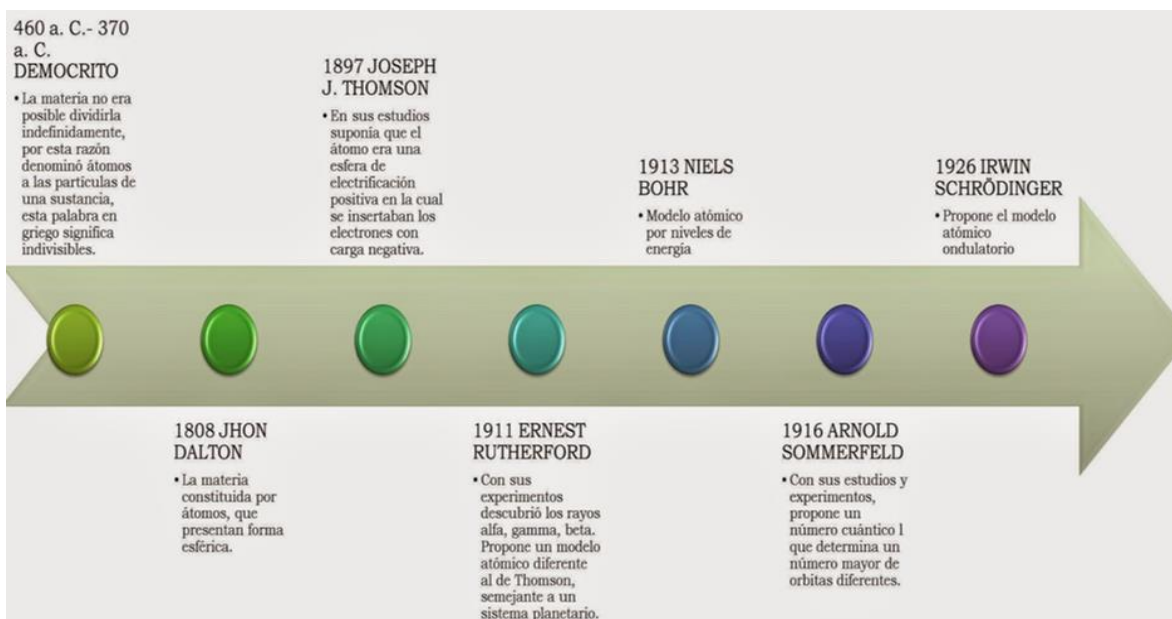 460 a. C.- 370
a. C.
DEMOCRITO
• La materia no era
posible dividirla
indefinidamente,
por esta razón
denominó átomos
a las partículas de
una sustancia,
esta palabra en
griego significa
indivisibles.
1808 JHON
DALTON
• La materia
constituida por
átomos, que
presentan forma
esférica.
1897 JOSEPH
J. THOMSON
• En sus estudios
suponía que el
átomo era una
esfera de
electrificación
positiva en la cual
se insertaban los
electrones con
carga negativa.
1911 ERNEST
RUTHERFORD
• Con sus
experimentos
descubrió los rayos
alfa, gamma, beta.
Propone un modelo
atómico diferente
al de Thomson,
semejante a un
sistema planetario.
1913 NIELS
BOHR
• Modelo atómico
por niveles de
energía
1916 ARNOLD
SOMMERFELD
• Con sus estudios y
experimentos,
propone un
número cuántico l
que determina un
número mayor de
orbitas diferentes.
1926 IRWIN
SCHRÖDINGER
• Propone el modelo
atómico
ondulatorio